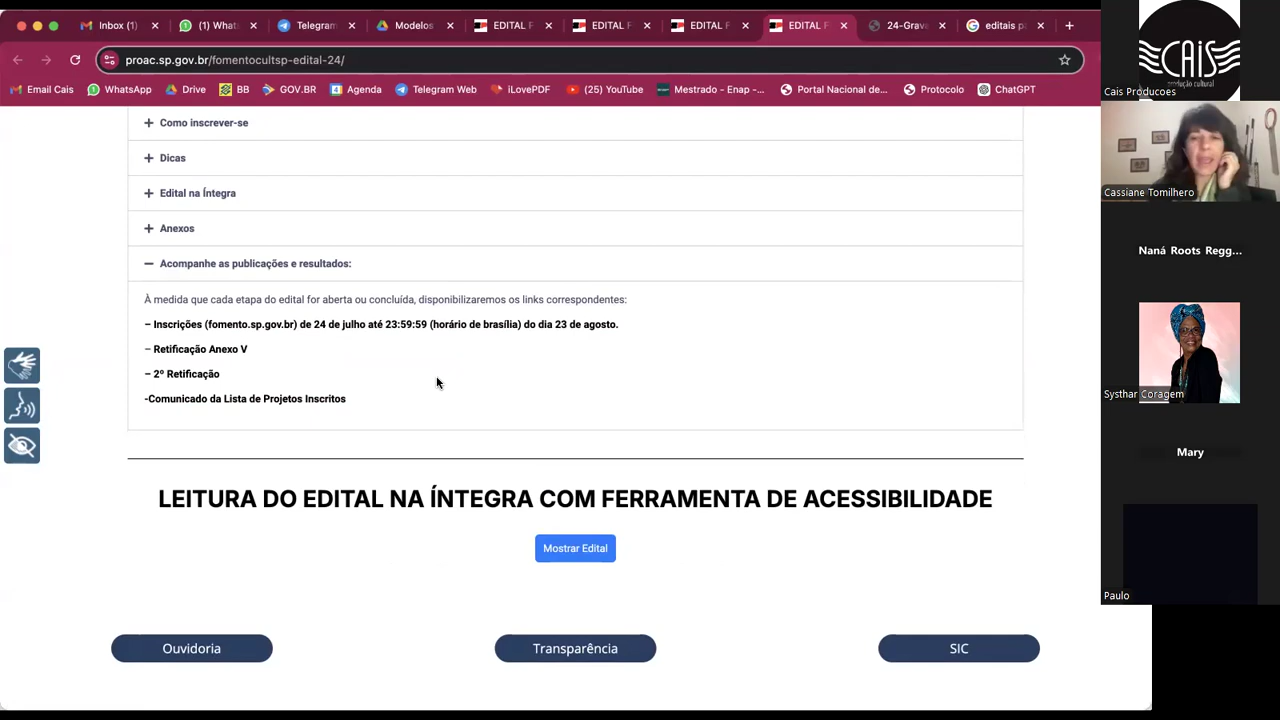 Inbox (1)
(1) What
Telegram
Modelos
EDITAL F
EDITAL F
EDITAL F
EDITAL F
24-Grav
editais p
proac.sp.gov.br/fomentocultsp-edital-24/
Email Cais
WhatsApp
Drive
BB
GOV.BR
Agenda
Telegram Web
iLovePDF
(25) YouTube
Mestrado - Enap -...
Portal Nacional de...
Protocolo
ChatGPT
+ Como inscrever-se
+ Dicas
+ Edital na Íntegra
+ Anexos
− Acompanhe as publicações e resultados:
À medida que cada etapa do edital for aberta ou concluída, disponibilizaremos os links correspondentes:
– Inscrições (fomento.sp.gov.br) de 24 de julho até 23:59:59 (horário de brasília) do dia 23 de agosto.
– Retificação Anexo V
– 2º Retificação
-Comunicado da Lista de Projetos Inscritos
LEITURA DO EDITAL NA ÍNTEGRA COM FERRAMENTA DE ACESSIBILIDADE
Mostrar Edital
Ouvidoria
Transparência
SIC
CAIS
produção cultural
Cais Producoes
Cassiane Tomilhero
Naná Roots Regg...
Systhar Coragem
Mary
Paulo